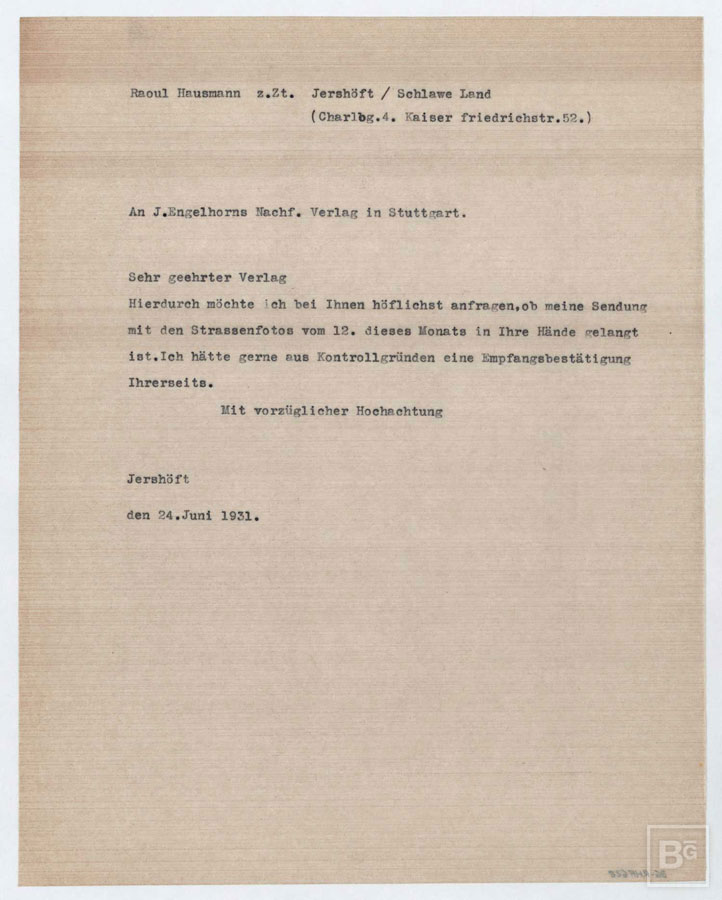 Raoul Hausmann z.Zt. Jershöft / Schlawe Land
(Charlbg.4. Kaiser friedrichstr.52.)
An J.Engelhorns Nachf. Verlag in Stuttgart.
Sehr geehrter Verlag
Hierdurch möchte ich bei Ihnen höflichst anfragen,ob meine Sendung
mit den Strassenfotos vom 12. dieses Monats in Ihre Hände gelangt
ist.Ich hätte gerne aus Kontrollgründen eine Empfangsbestätigung
Ihrerseits.
Mit vorzüglicher Hochachtung
Jershöft
den 24.Juni 1931.
BG